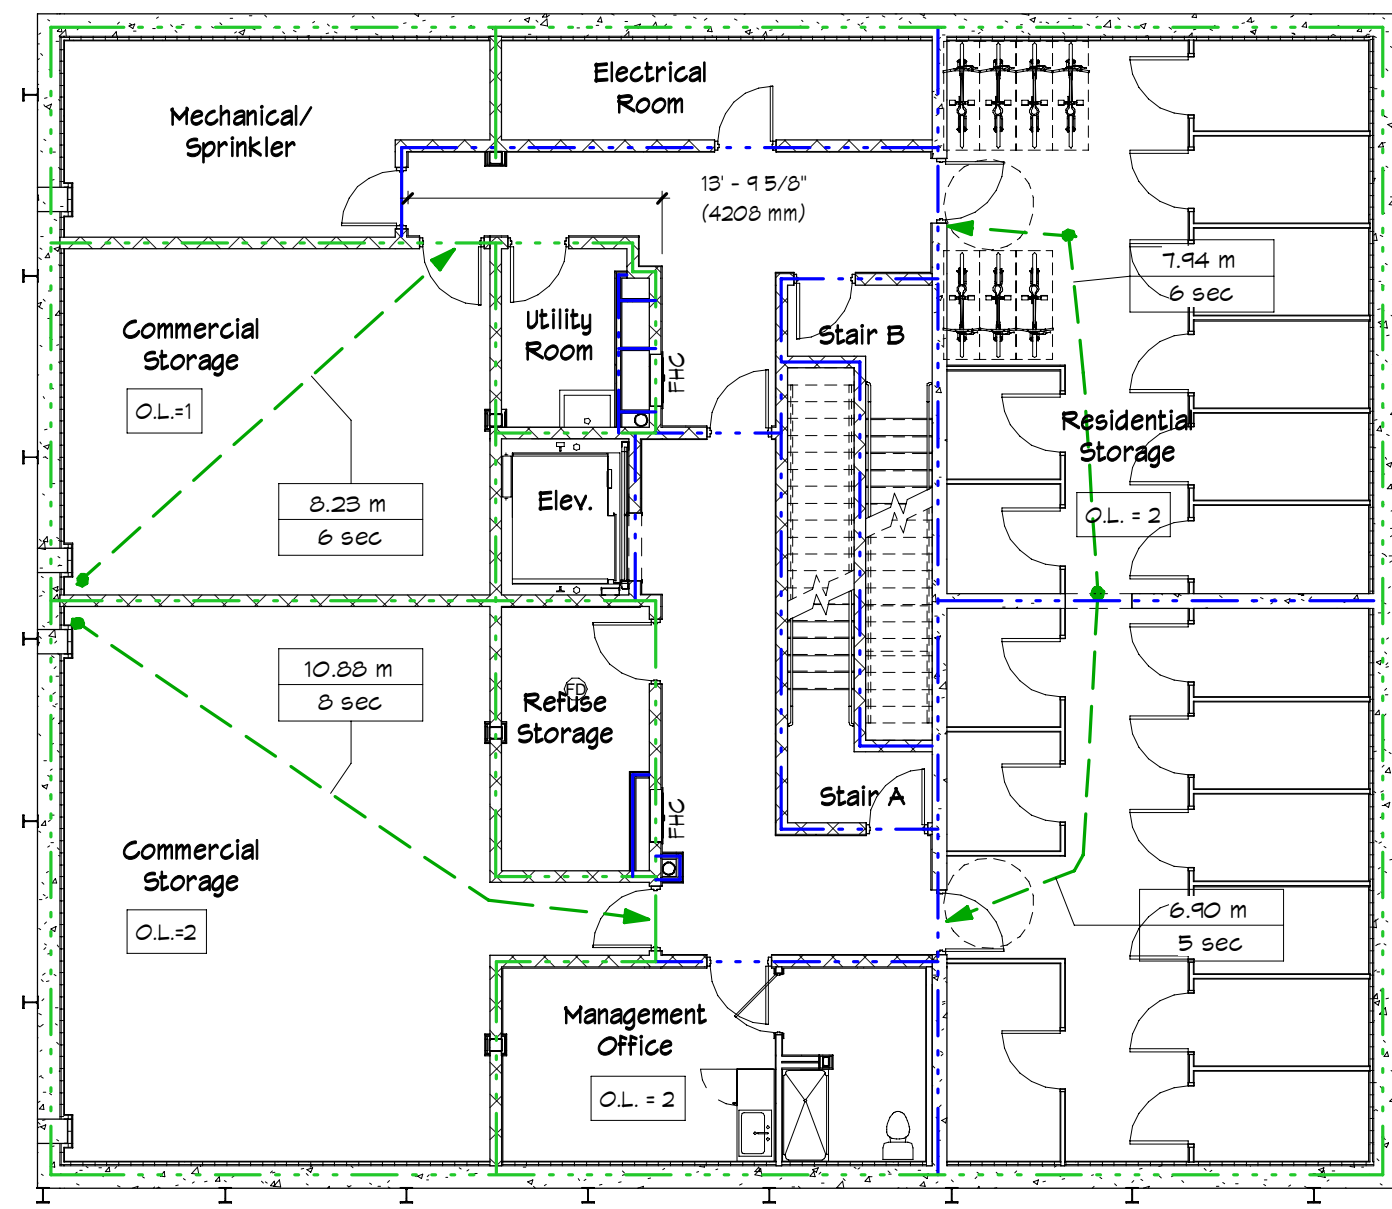 Electrical
Room
Mechanical/
Sprinkler
13' - 9 5/8"
(4208 mm)
7.94 m
6 sec
Commercial
Storage
O.L.=1
Utility
Room
FHC
Stair B
Residential
Storage
O.L. = 2
8.23 m
6 sec
Elev.
10.88 m
8 sec
FD
Refuse
Storage
FHC
Stair A
Commercial
Storage
O.L.=2
6.90 m
5 sec
Management
Office
O.L. = 2